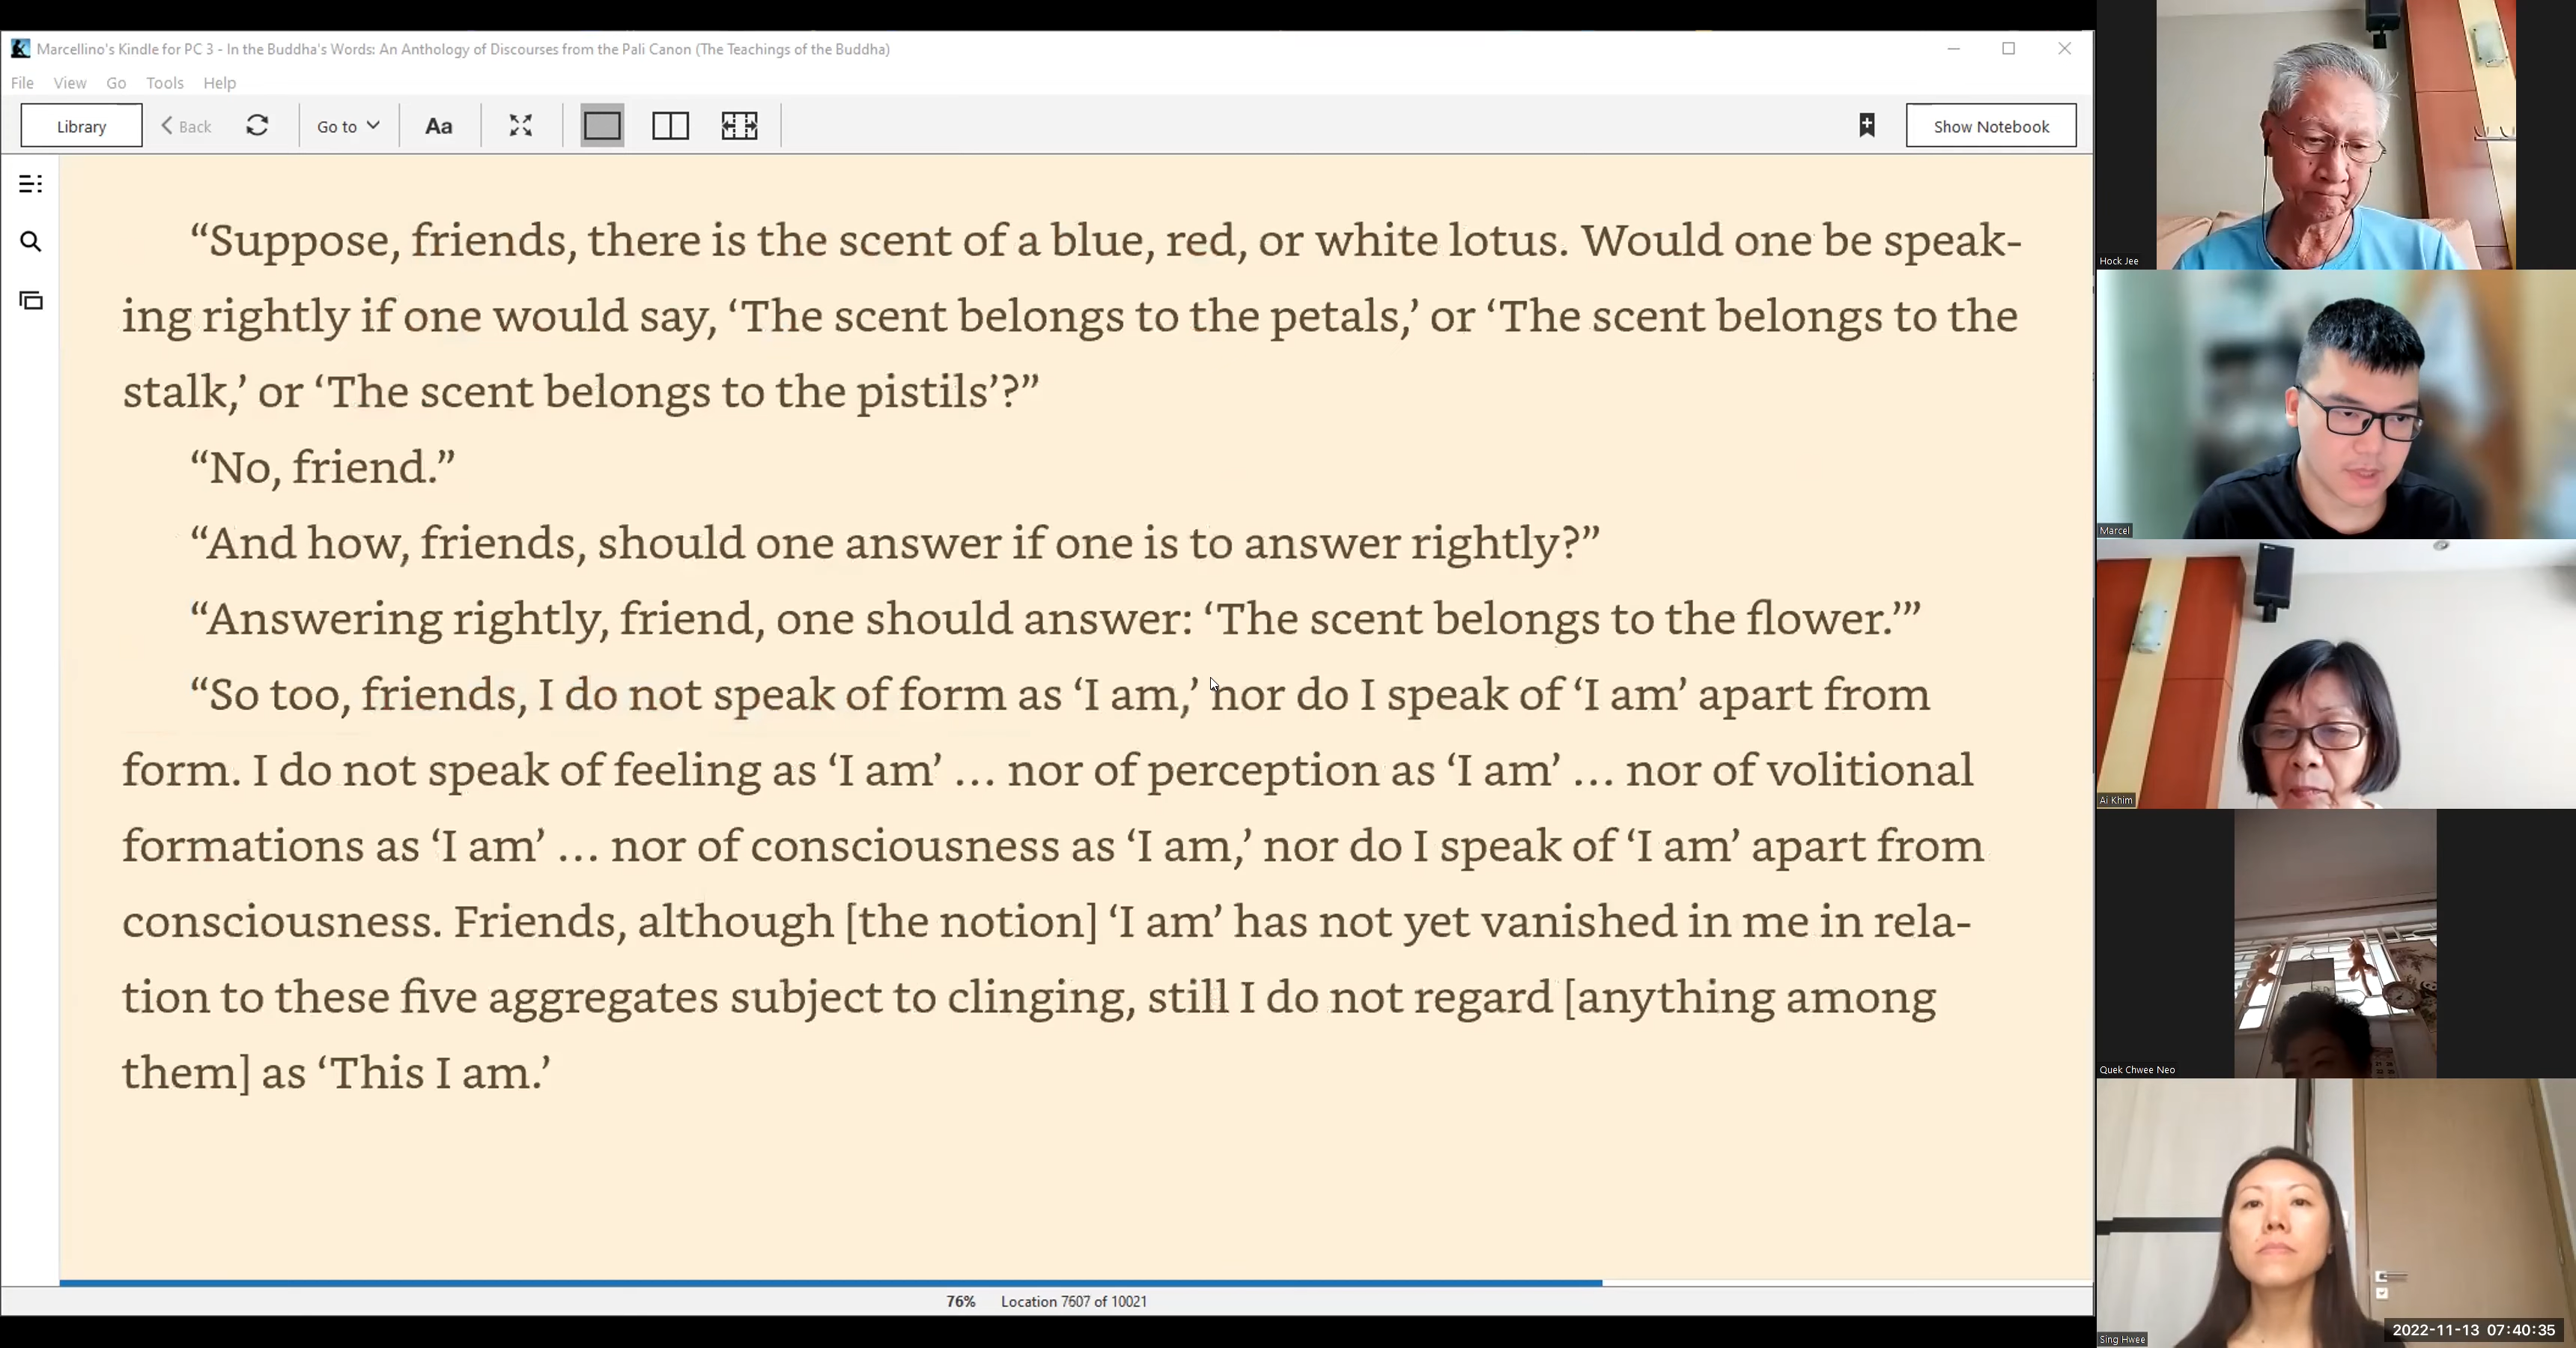 Marcellino's Kindle for PC 3 - In the Buddha's Words: An Anthology of Discourses from the Pali Canon (The Teachings of the Buddha)
File View Go Tools Help
Library Back Go to Aa Show Notebook
“Suppose, friends, there is the scent of a blue, red, or white lotus. Would one be speak-
ing rightly if one would say, ‘The scent belongs to the petals,’ or ‘The scent belongs to the
stalk,’ or ‘The scent belongs to the pistils’?”
“No, friend.”
“And how, friends, should one answer if one is to answer rightly?”
“Answering rightly, friend, one should answer: ‘The scent belongs to the flower.’”
“So too, friends, I do not speak of form as ‘I am,’ nor do I speak of ‘I am’ apart from
form. I do not speak of feeling as ‘I am’ … nor of perception as ‘I am’ … nor of volitional
formations as ‘I am’ … nor of consciousness as ‘I am,’ nor do I speak of ‘I am’ apart from
consciousness. Friends, although [the notion] ‘I am’ has not yet vanished in me in rela-
tion to these five aggregates subject to clinging, still I do not regard [anything among
them] as ‘This I am.’
76% Location 7607 of 10021
Hock Jee
Marcel
Ai Khim
Quek Chwee Neo
Sing Hwee
2022-11-13 07:40:35